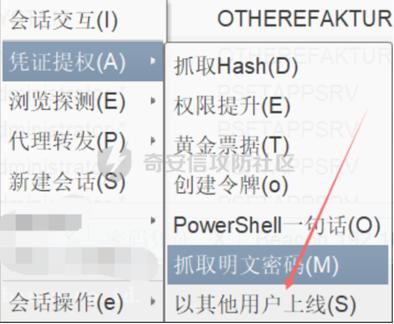 会话交互(I)
OTHEREFAKTUR
凭证提权(A)
浏览探测(E)
代理转发(P)
新建会话(S)
会话操作(e)
抓取Hash(D)
权限提升(E)
黄金票据(T)
创建令牌(o)
PowerShell一句话(O)
抓取明文密码(M)
以其他用户上线(S)
OTHEREFAKTUR
PSETAPPSRV
奇安信攻防社区